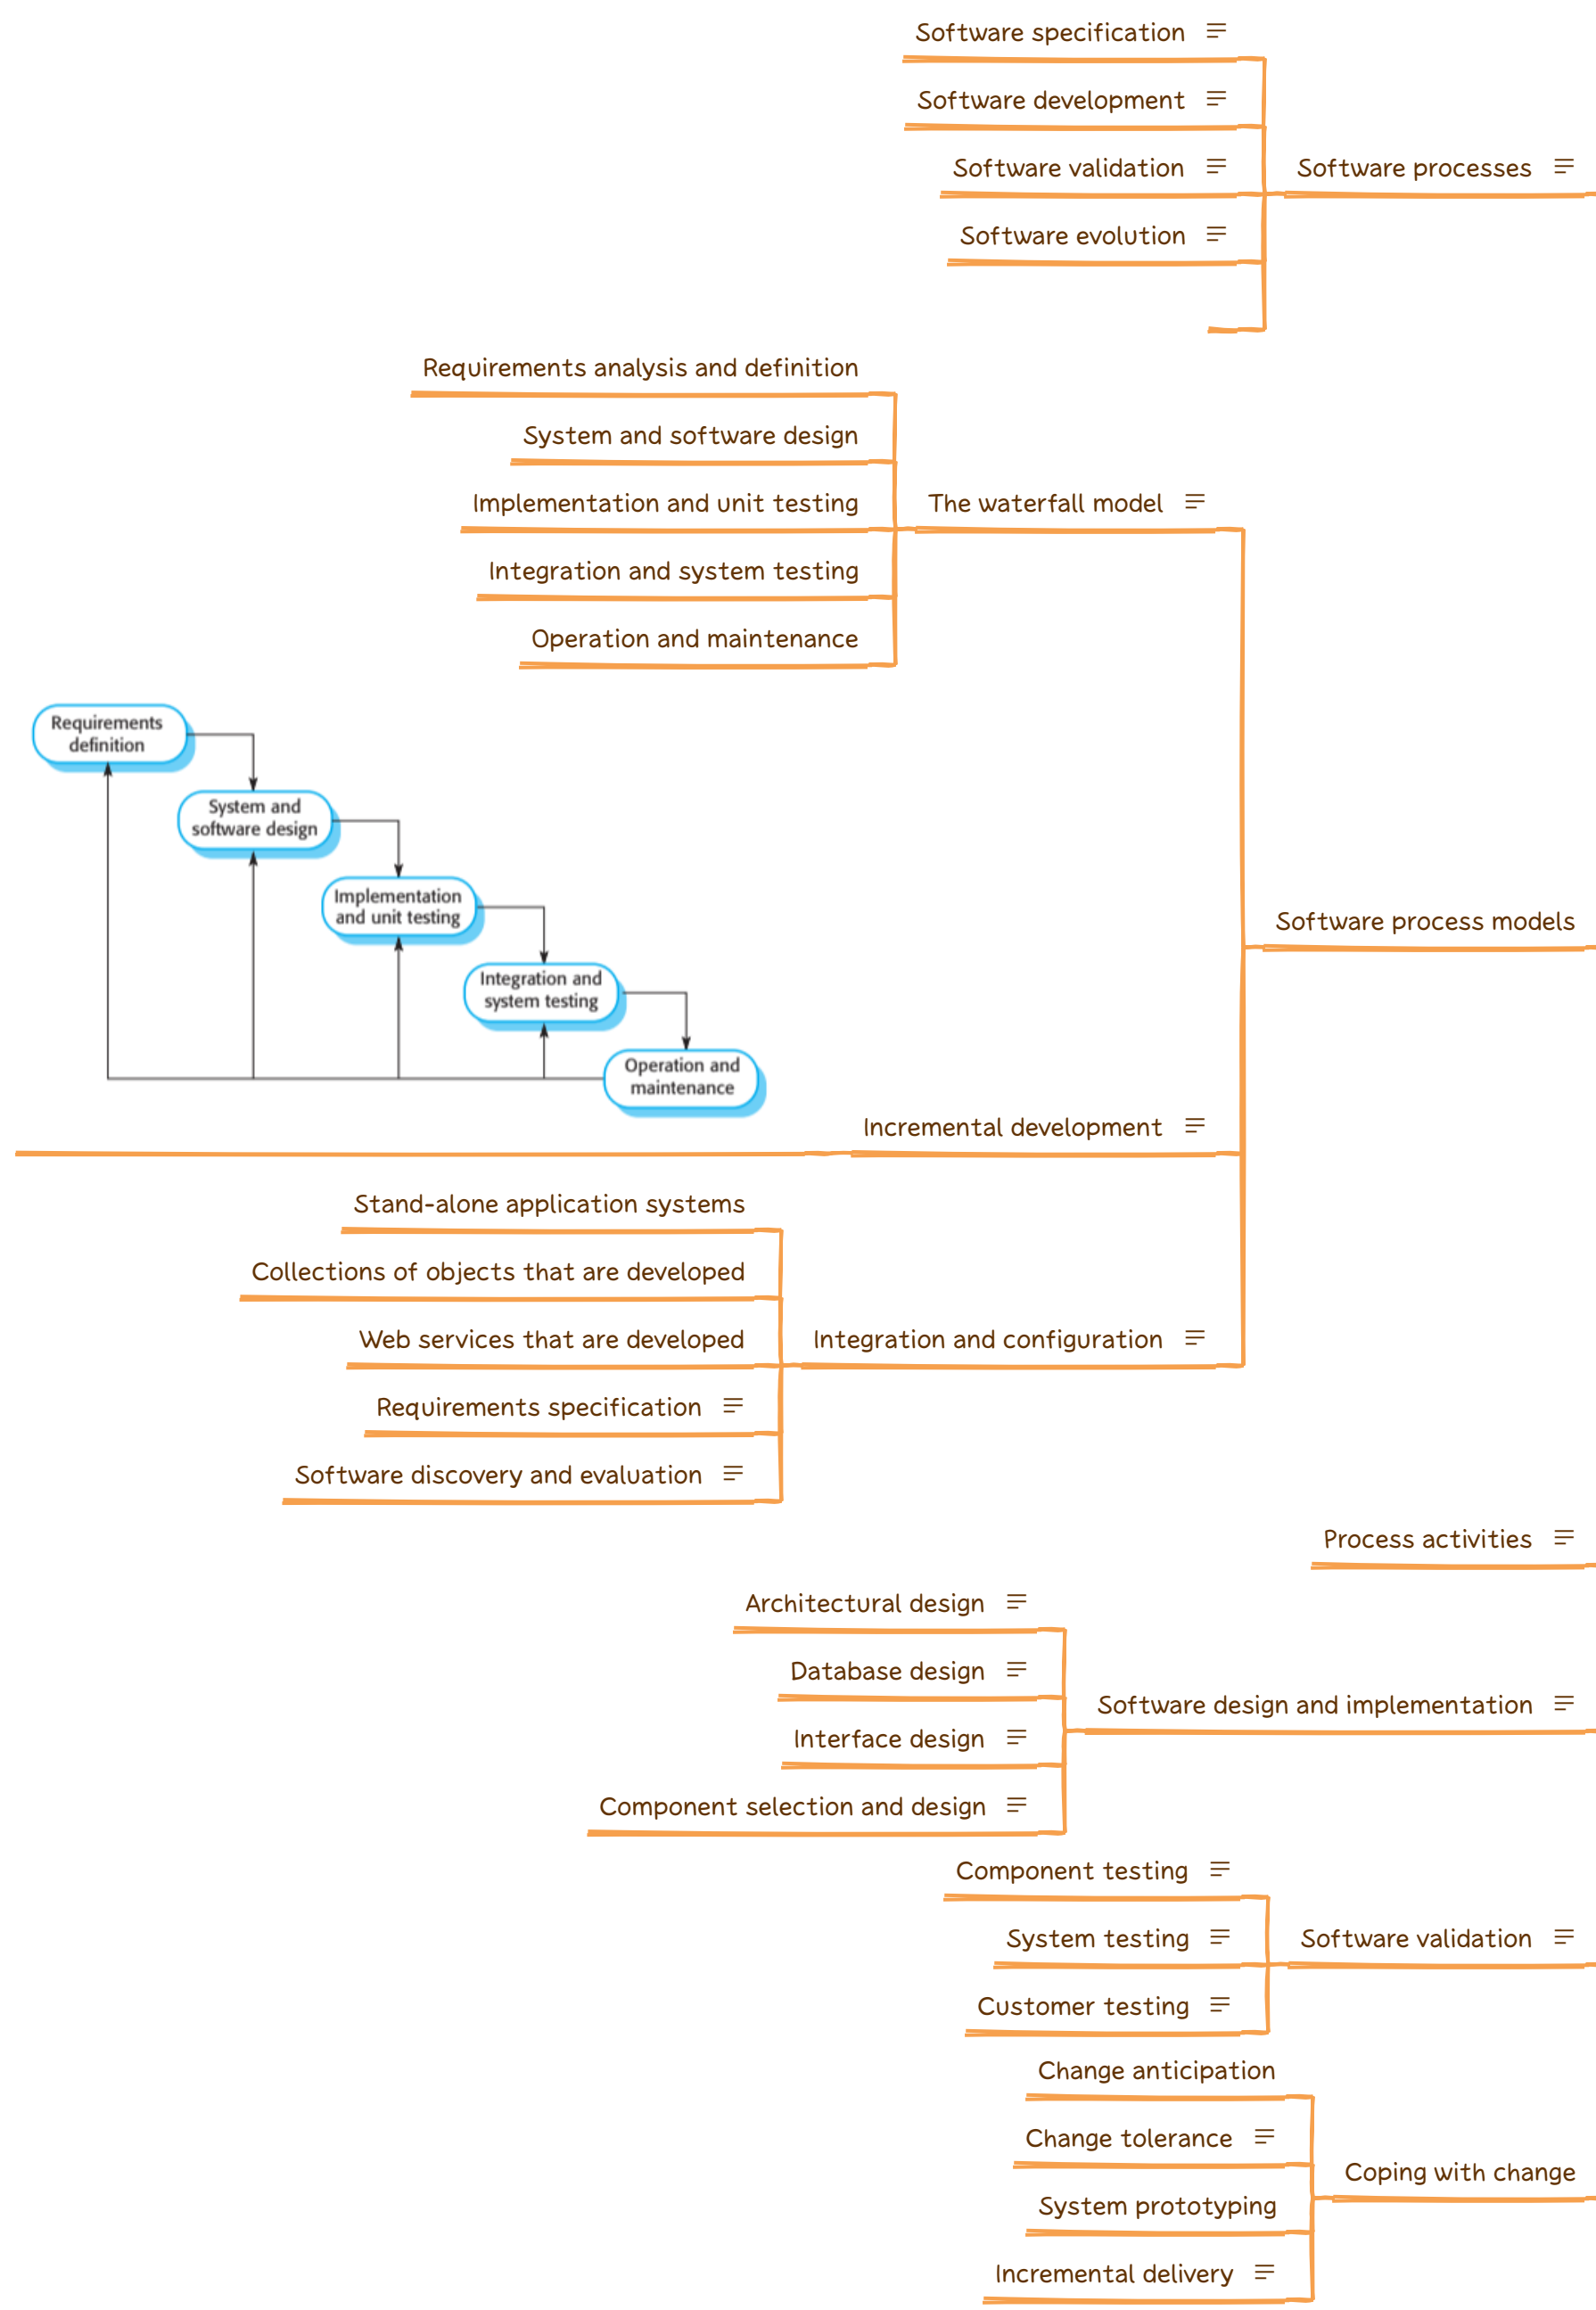 Software specification
Software development
Software validation
Software processes
Software evolution
Requirements analysis and definition
System and software design
Implementation and unit testing
The waterfall model
Integration and system testing
Operation and maintenance
Requirements
definition
System and
software design
Implementation
and unit testing
Software process models
Integration and
system testing
Operation and
maintenance
Incremental development
Stand-alone application systems
Collections of objects that are developed
Web services that are developed
Integration and configuration
Requirements specification
Software discovery and evaluation
Process activities
Architectural design
Database design
Software design and implementation
Interface design
Component selection and design
Component testing
System testing
Software validation
Customer testing
Change anticipation
Change tolerance
Coping with change
System prototyping
Incremental delivery